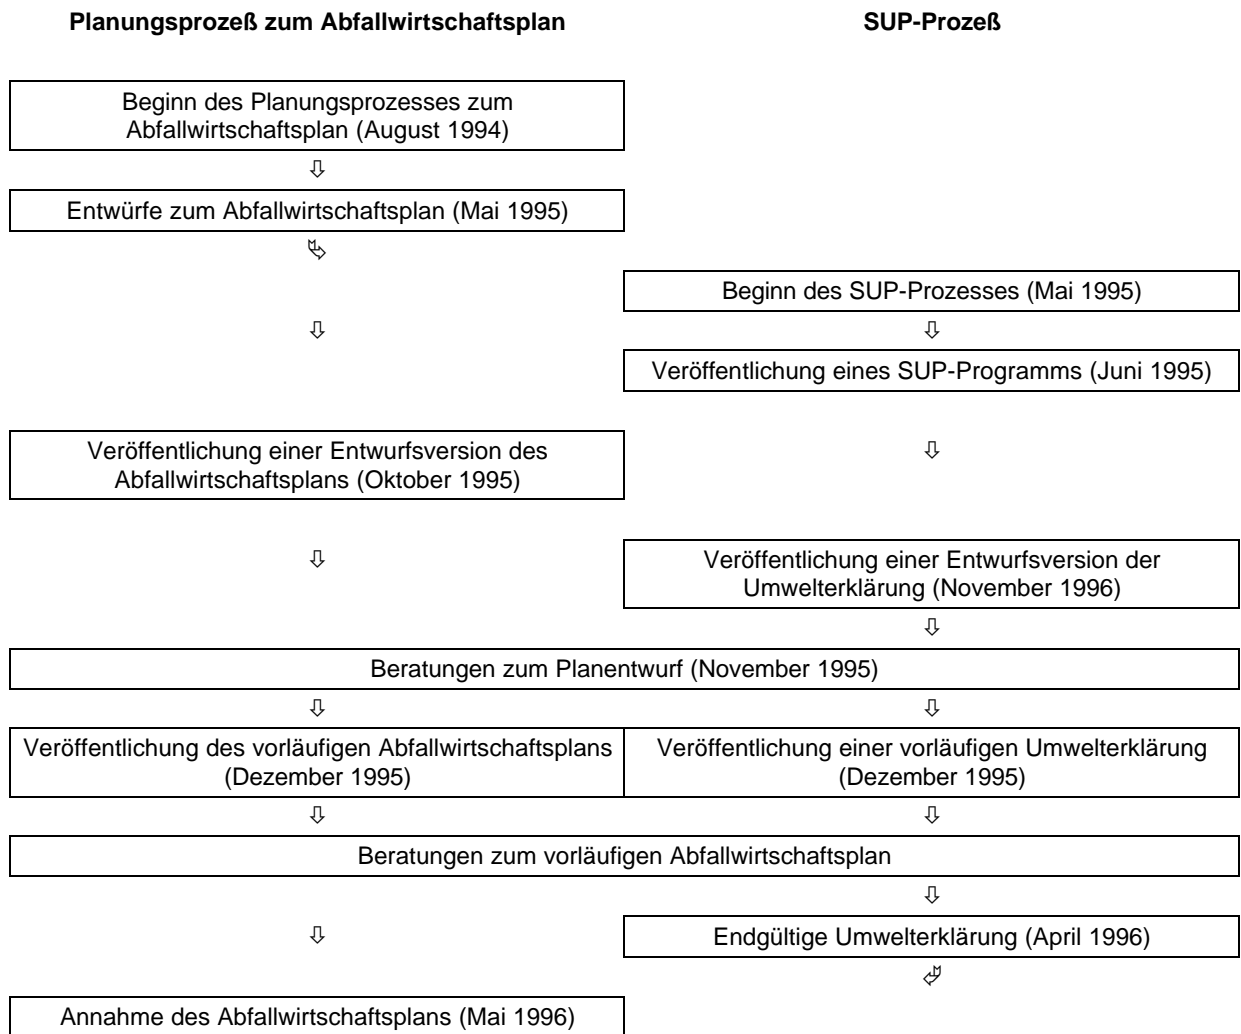 Planungsprozeß zum Abfallwirtschaftsplan
SUP-Prozeß
Beginn des Planungsprozesses zum
Abfallwirtschaftsplan (August 1994)
⇩
Entwürfe zum Abfallwirtschaftsplan (Mai 1995)
Beginn des SUP-Prozesses (Mai 1995)
⇩ ⇩
Veröffentlichung eines SUP-Programms (Juni 1995)
Veröffentlichung einer Entwurfsversion des
Abfallwirtschaftsplans (Oktober 1995)
⇩
⇩
Veröffentlichung einer Entwurfsversion der
Umwelterklärung (November 1996)
⇩
Beratungen zum Planentwurf (November 1995)
⇩ ⇩
Veröffentlichung des vorläufigen Abfallwirtschaftsplans
(Dezember 1995)
Veröffentlichung einer vorläufigen Umwelterklärung
(Dezember 1995)
⇩ ⇩
Beratungen zum vorläufigen Abfallwirtschaftsplan
⇩
⇩
Endgültige Umwelterklärung (April 1996)
Annahme des Abfallwirtschaftsplans (Mai 1996)